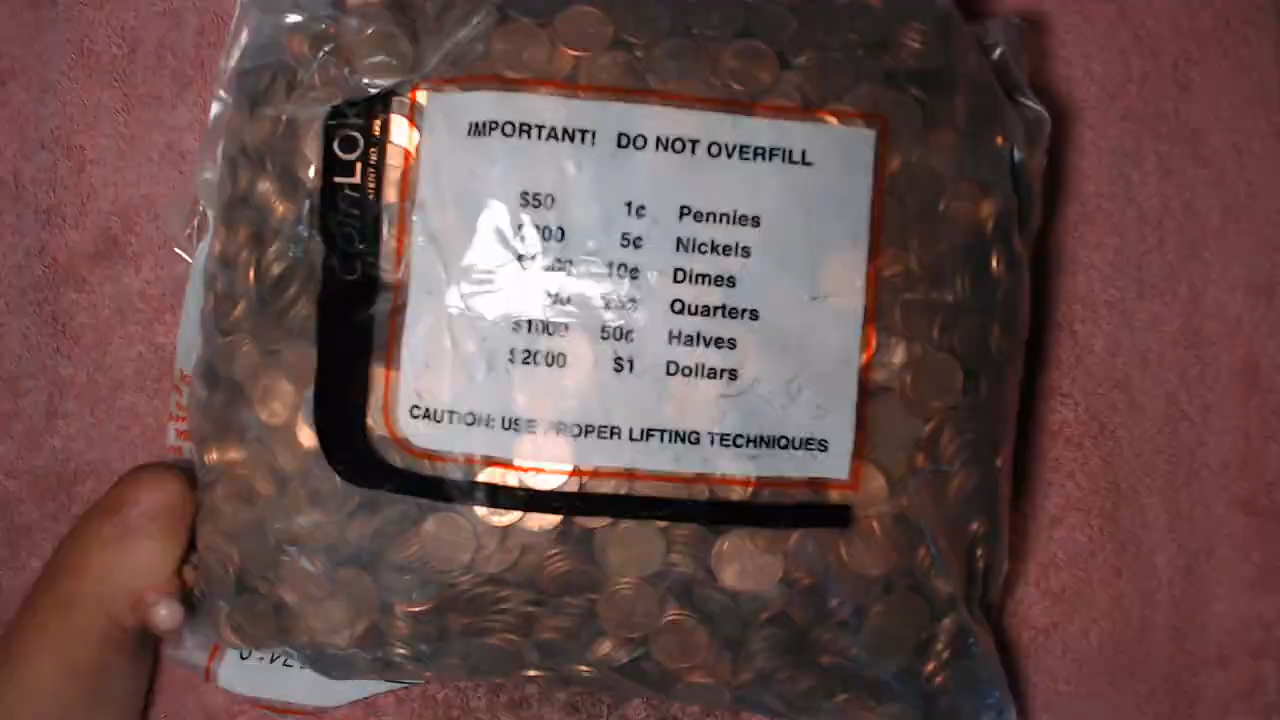 IMPORTANT! DO NOT OVERFILL
$50 1¢ Pennies
5¢ Nickels
10¢ Dimes
Quarters
$1000 50¢ Halves
$2000 $1 Dollars
CAUTION: USE PROPER LIFTING TECHNIQUES
coinLO